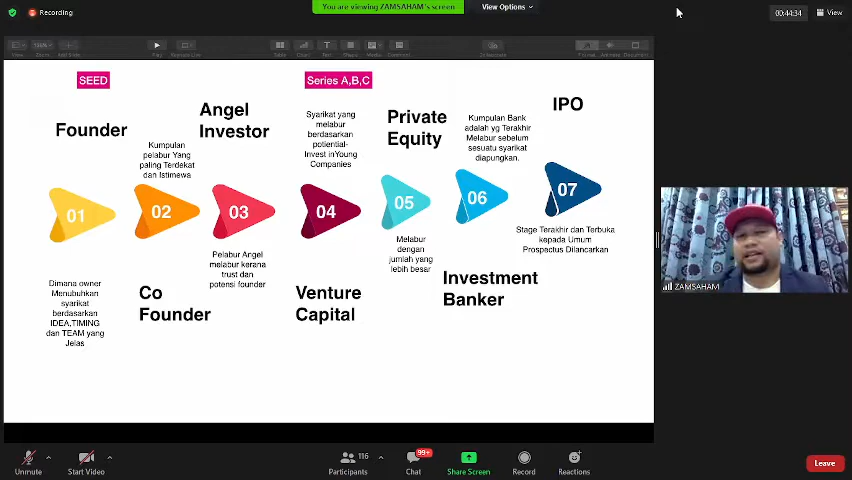 Recording
You are viewing ZAMSAHAM's screen
View Options
00:44:34
View
SEED
Series A,B,C
Founder
Kumpulan
pelabur Yang
paling Terdekat
dan Istimewa
Angel
Investor
Syarikat yang
melabur
berdasarkan
potiential-
Invest inYoung
Companies
Private
Equity
Kumpulan Bank
adalah yg Terakhir
Melabur sebelum
sesuatu syarikat
diapungkan.
IPO
01
02
03
04
05
06
07
Dimana owner
Menubuhkan
syarikat
berdasarkan
IDEA,TIMING
dan TEAM yang
Jelas
Co
Founder
Pelabur Angel
melabur kerana
trust dan
potensi founder
Venture
Capital
Melabur
dengan
jumlah yang
lebih besar
Investment
Banker
Stage Terakhir dan Terbuka
kepada Umum
Prospectus Dilancarkan
ZAMSAHAM
Unmute
Start Video
116
Participants
99+
Chat
Share Screen
Record
Reactions
Leave